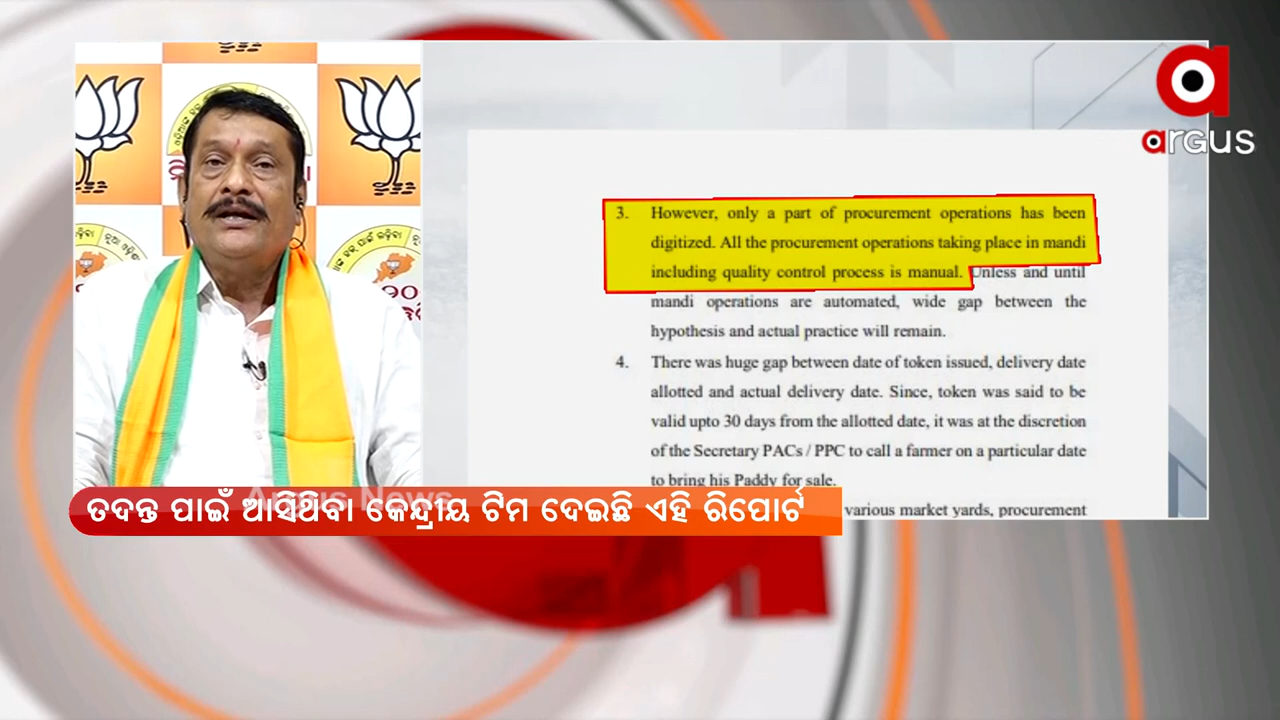 argus
3. However, only a part of procurement operations has been
digitized. All the procurement operations taking place in mandi
including quality control process is manual. Unless and until
mandi operations are automated, wide gap between the
hypothesis and actual practice will remain.
4. There was huge gap between date of token issued, delivery date
allotted and actual delivery date. Since, token was said to be
valid upto 30 days from the allotted date, it was at the discretion
of the Secretary PACs / PPC to call a farmer on a particular date
to bring his Paddy for sale.
various market yards, procurement
Argus News
ତଦନ୍ତ ପାଇଁ ଆସିଥିବା କେନ୍ଦ୍ରୀୟ ଟିମ ଦେଇଛି ଏହି ରିପୋର୍ଟ